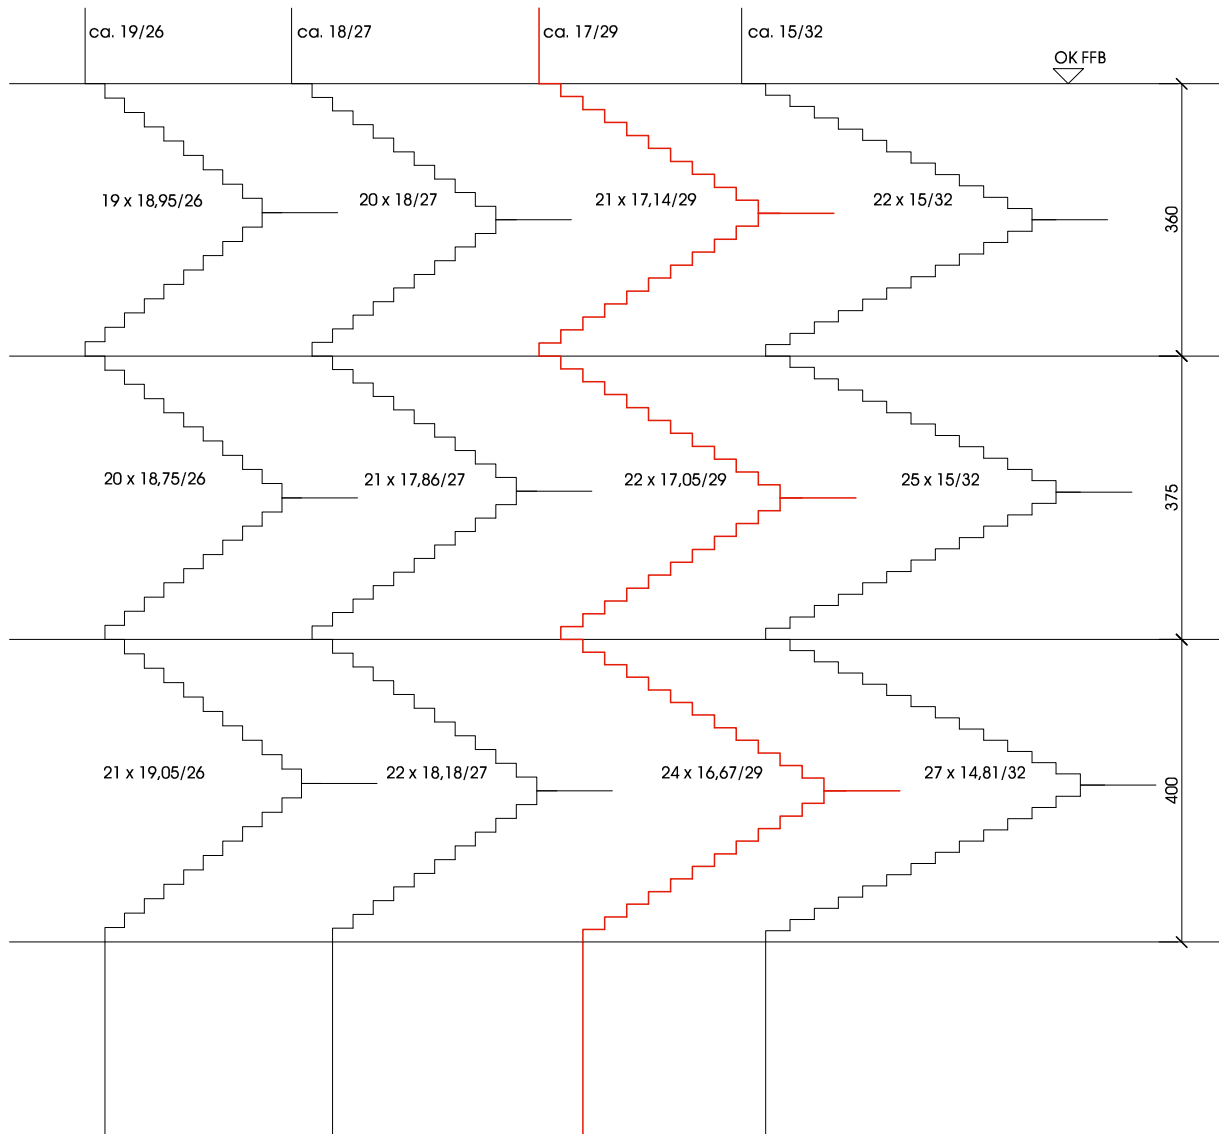 ca. 19/26
ca. 18/27
ca. 17/29
ca. 15/32
OK FFB
19 x 18,95/26
20 x 18/27
21 x 17,14/29
22 x 15/32
360
20 x 18,75/26
21 x 17,86/27
22 x 17,05/29
25 x 15/32
375
21 x 19,05/26
22 x 18,18/27
24 x 16,67/29
27 x 14,81/32
400